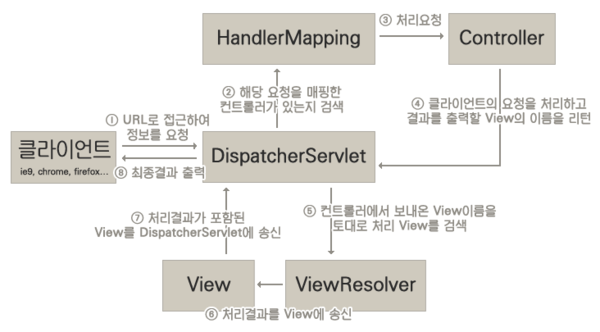 HandlerMapping
③ 처리요청
Controller
② 해당 요청을 매핑한
컨트롤러가 있는지 검색
④ 클라이언트의 요청을 처리하고
결과를 출력할 View의 이름을 리턴
① URL로 접근하여
정보를 요청
클라이언트
ie9, chrome, firefox...
DispatcherServlet
⑧ 최종결과 출력
⑦ 처리결과가 포함된
View를 DispatcherServlet에 송신
⑤ 컨트롤러에서 보내온 View이름을
토대로 처리 View를 검색
View
ViewResolver
⑥ 처리결과를 View에 송신